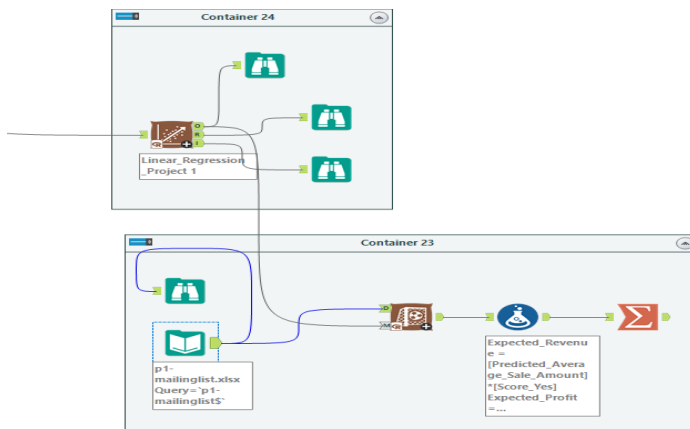 Container 24
O
R
I
Linear_Regression
_Project 1
Container 23
D
M
p1-
mailinglist.xlsx
Query=`p1-
mailinglist$`
Expected_Revenu
e =
[Predicted_Avera
ge_Sale_Amount]
*[Score_Yes]
Expected_Profit
=...